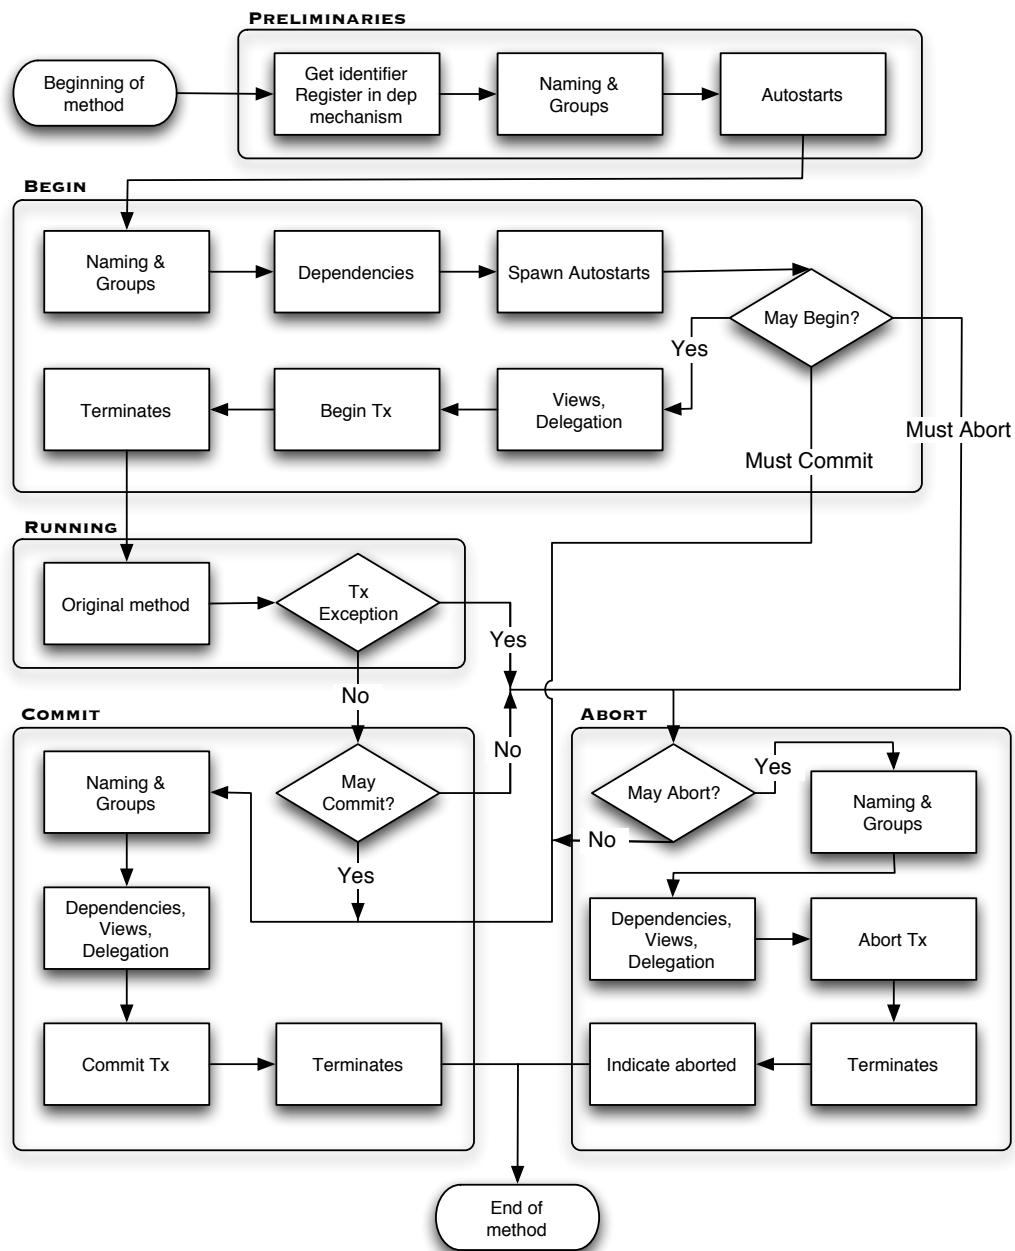 PRELIMINARIES
Beginning of
method
Get identifier
Register in dep
mechanism
Naming &
Groups
Autostarts
BEGIN
Naming &
Groups
Dependencies
Spawn Autostarts
May Begin?
Yes
Terminates
Begin Tx
Views,
Delegation
Must Abort
Must Commit
RUNNING
Original method
Tx
Exception
Yes
No
COMMIT
Naming &
Groups
May
Commit?
No
Yes
Dependencies,
Views,
Delegation
Commit Tx
Terminates
ABORT
May Abort?
Yes
No
Naming &
Groups
Dependencies,
Views,
Delegation
Abort Tx
Indicate aborted
Terminates
End of
method